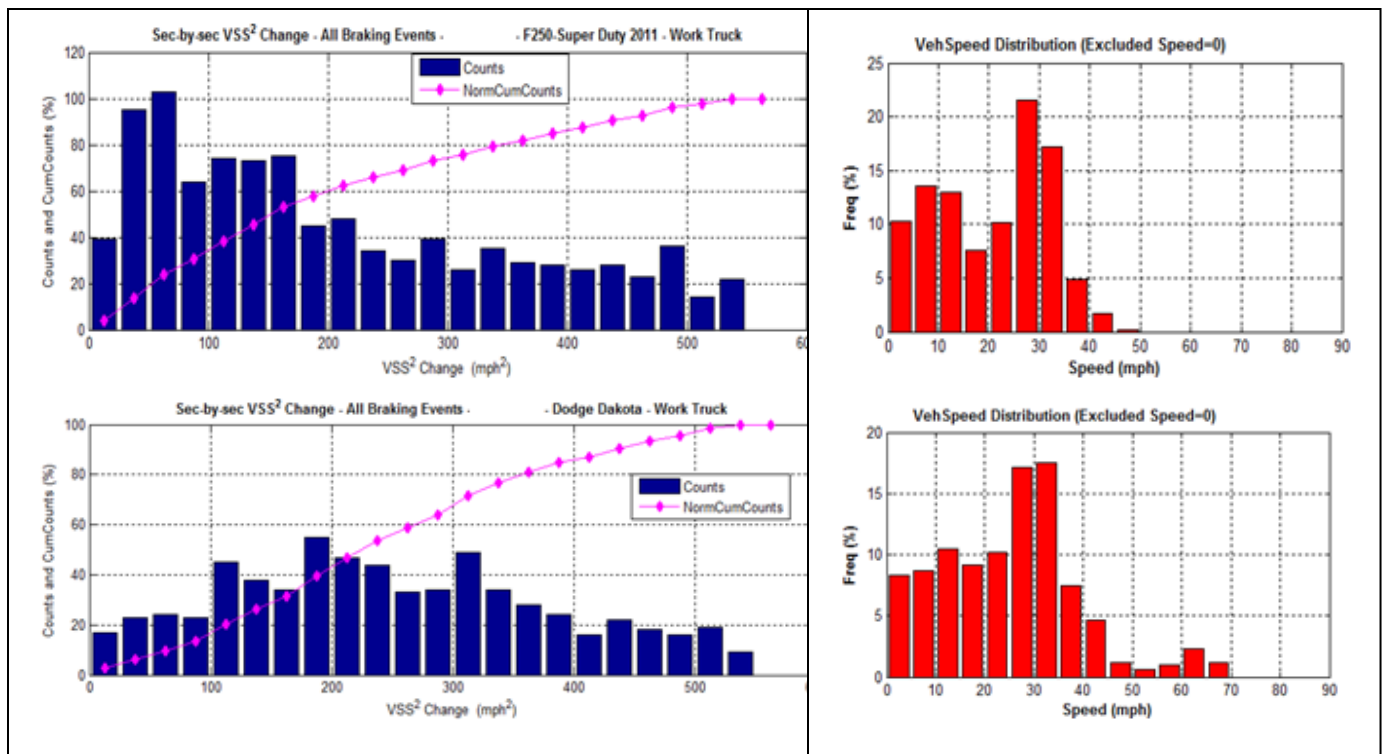 Sec-by-sec VSS² Change - All Braking Events - - F250-Super Duty 2011 - Work Truck
Counts
NormCumCounts
Counts and CumCounts (%)
120
100
80
60
40
20
0
0 100 200 300 400 500 60
VSS² Change (mph²)
VehSpeed Distribution (Excluded Speed=0)
Freq (%)
25
20
15
10
5
0
0 10 20 30 40 50 60 70 80 90
Speed (mph)
Sec-by-sec VSS² Change - All Braking Events - - Dodge Dakota - Work Truck
Counts
NormCumCounts
Counts and CumCounts (%)
100
80
60
40
20
0
0 100 200 300 400 500
VSS² Change (mph²)
VehSpeed Distribution (Excluded Speed=0)
Freq (%)
20
15
10
5
0
0 10 20 30 40 50 60 70 80 90
Speed (mph)